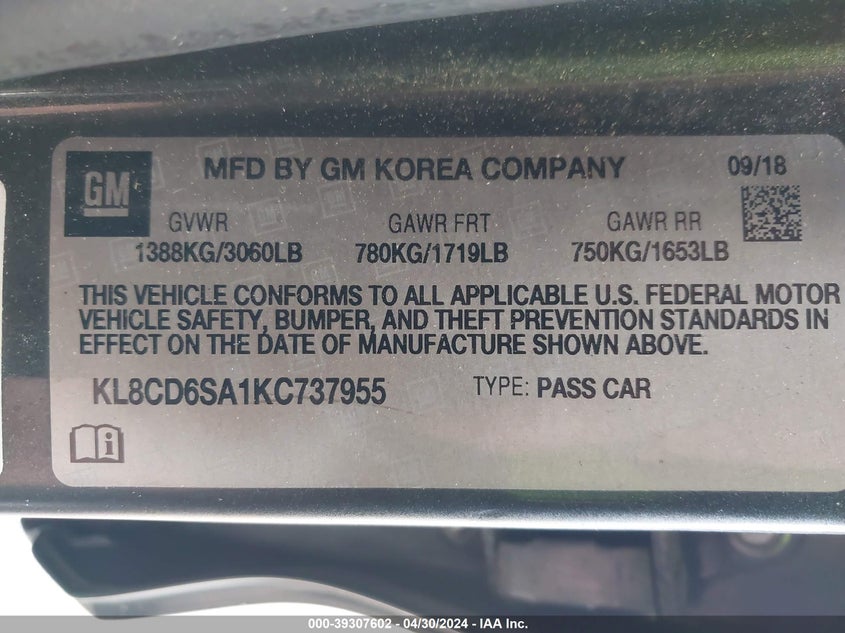 GM
MFD BY GM KOREA COMPANY 09/18
GVWR GAWR FRT GAWR RR
1388KG/3060LB 780KG/1719LB 750KG/1653LB
THIS VEHICLE CONFORMS TO ALL APPLICABLE U.S. FEDERAL MOTOR
VEHICLE SAFETY, BUMPER, AND THEFT PREVENTION STANDARDS IN
EFFECT ON THE DATE OF MANUFACTURE SHOWN ABOVE.
KL8CD6SA1KC737955 TYPE: PASS CAR
000-39307602 - 04/30/2024 - IAA Inc.